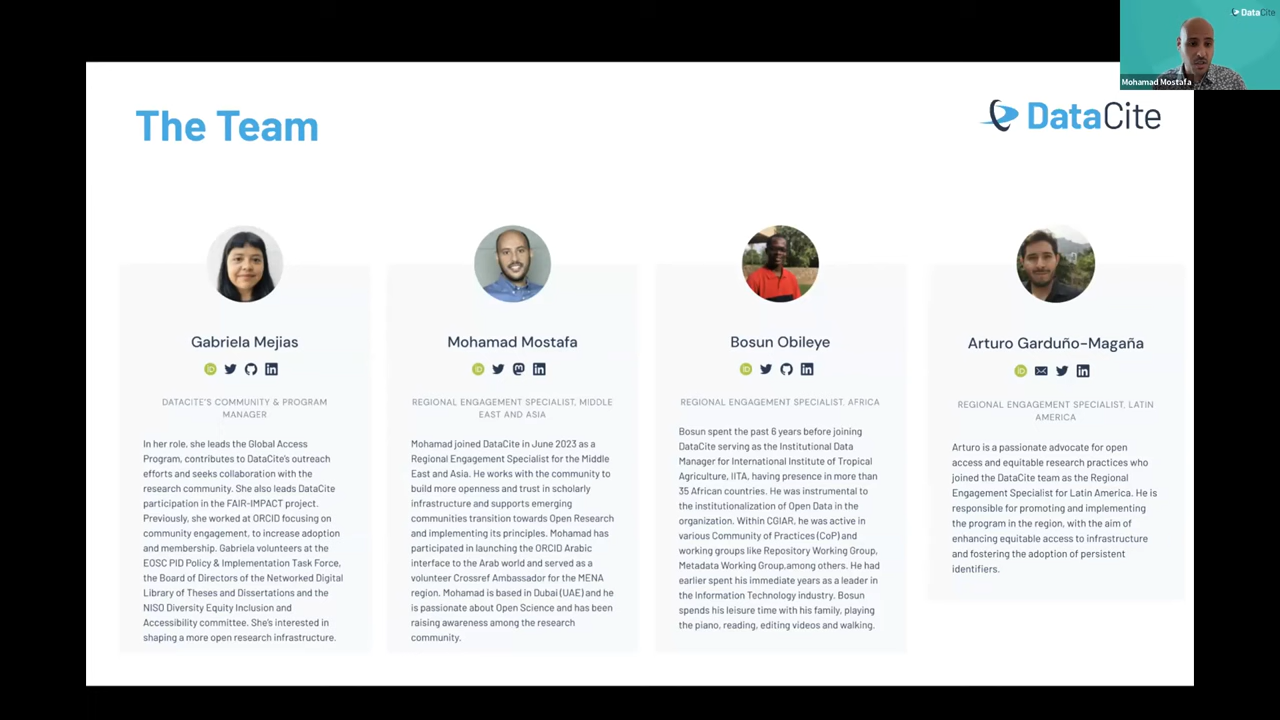 DataCite
Mohamad Mostafa
The Team
DataCite
Gabriela Mejias
DATACITE'S COMMUNITY & PROGRAM
MANAGER
In her role, she leads the Global Access
Program, contributes to DataCite's outreach
efforts and seeks collaboration with the
research community. She also leads DataCite
participation in the FAIR-IMPACT project.
Previously, she worked at ORCID focusing on
community engagement, to increase adoption
and membership. Gabriela volunteers at the
EOSC PID Policy & Implementation Task Force,
the Board of Directors of the Networked Digital
Library of Theses and Dissertations and the
NISO Diversity Equity Inclusion and
Accessibility committee. She's interested in
shaping a more open research infrastructure.
Mohamad Mostafa
REGIONAL ENGAGEMENT SPECIALIST, MIDDLE
EAST AND ASIA
Mohamad joined DataCite in June 2023 as a
Regional Engagement Specialist for the Middle
East and Asia. He works with the community to
build more openness and trust in scholarly
infrastructure and supports emerging
communities transition towards Open Research
and implementing its principles. Mohamad has
participated in launching the ORCID Arabic
interface to the Arab world and served as a
volunteer Crossref Ambassador for the MENA
region. Mohamad is based in Dubai (UAE) and he
is passionate about Open Science and has been
raising awareness among the research
community.
Bosun Obileye
REGIONAL ENGAGEMENT SPECIALIST. AFRICA
Bosun spent the past 6 years before joining
DataCite serving as the Institutional Data
Manager for International Institute of Tropical
Agriculture, IITA, having presence in more than
35 African countries. He was instrumental to
the institutionalization of Open Data in the
organization. Within CGIAR, he was active in
various Community of Practices (CoP) and
working groups like Repository Working Group,
Metadata Working Group,among others. He had
earlier spent his immediate years as a leader in
the Information Technology industry. Bosun
spends his leisure time with his family, playing
the piano, reading, editing videos and walking.
Arturo Garduño-Magaña
REGIONAL ENGAGEMENT SPECIALIST, LATIN
AMERICA
Arturo is a passionate advocate for open
access and equitable research practices who
joined the DataCite team as the Regional
Engagement Specialist for Latin America. He is
responsible for promoting and implementing
the program in the region, with the aim of
enhancing equitable access to infrastructure
and fostering the adoption of persistent
identifiers.